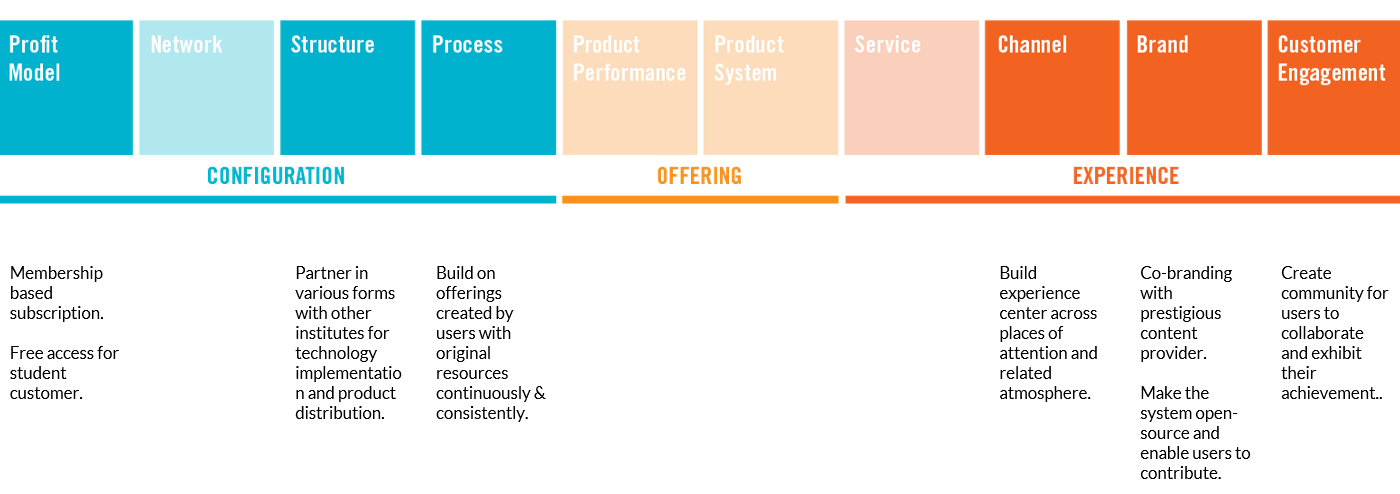 Profit
Model
Network
Structure
Process
Product
Performance
Product
System
Service
Channel
Brand
Customer
Engagement
CONFIGURATION
OFFERING
EXPERIENCE
Membership
based
subscription.
Free access for
student
customer.
Partner in
various forms
with other
institutes for
technology
implementatio
n and product
distribution.
Build on
offerings
created by
users with
original
resources
continuously &
consistently.
Build
experience
center across
places of
attention and
related
atmosphere.
Co-branding
with
prestigious
content
provider.
Make the
system open-
source and
enable users to
contribute.
Create
community for
users to
collaborate
and exhibit
their
achievement..